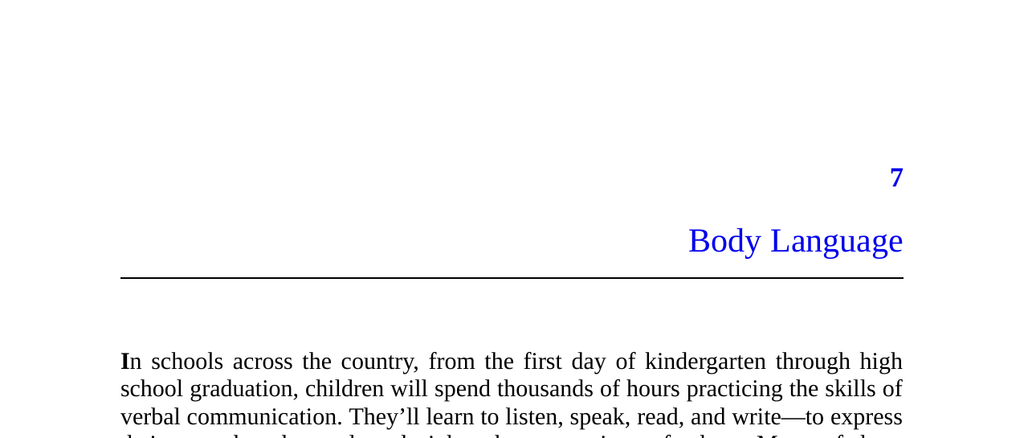 7
Body Language
In schools across the country, from the first day of kindergarten through high
school graduation, children will spend thousands of hours practicing the skills of
verbal communication. They’ll learn to listen, speak, read, and write—to express